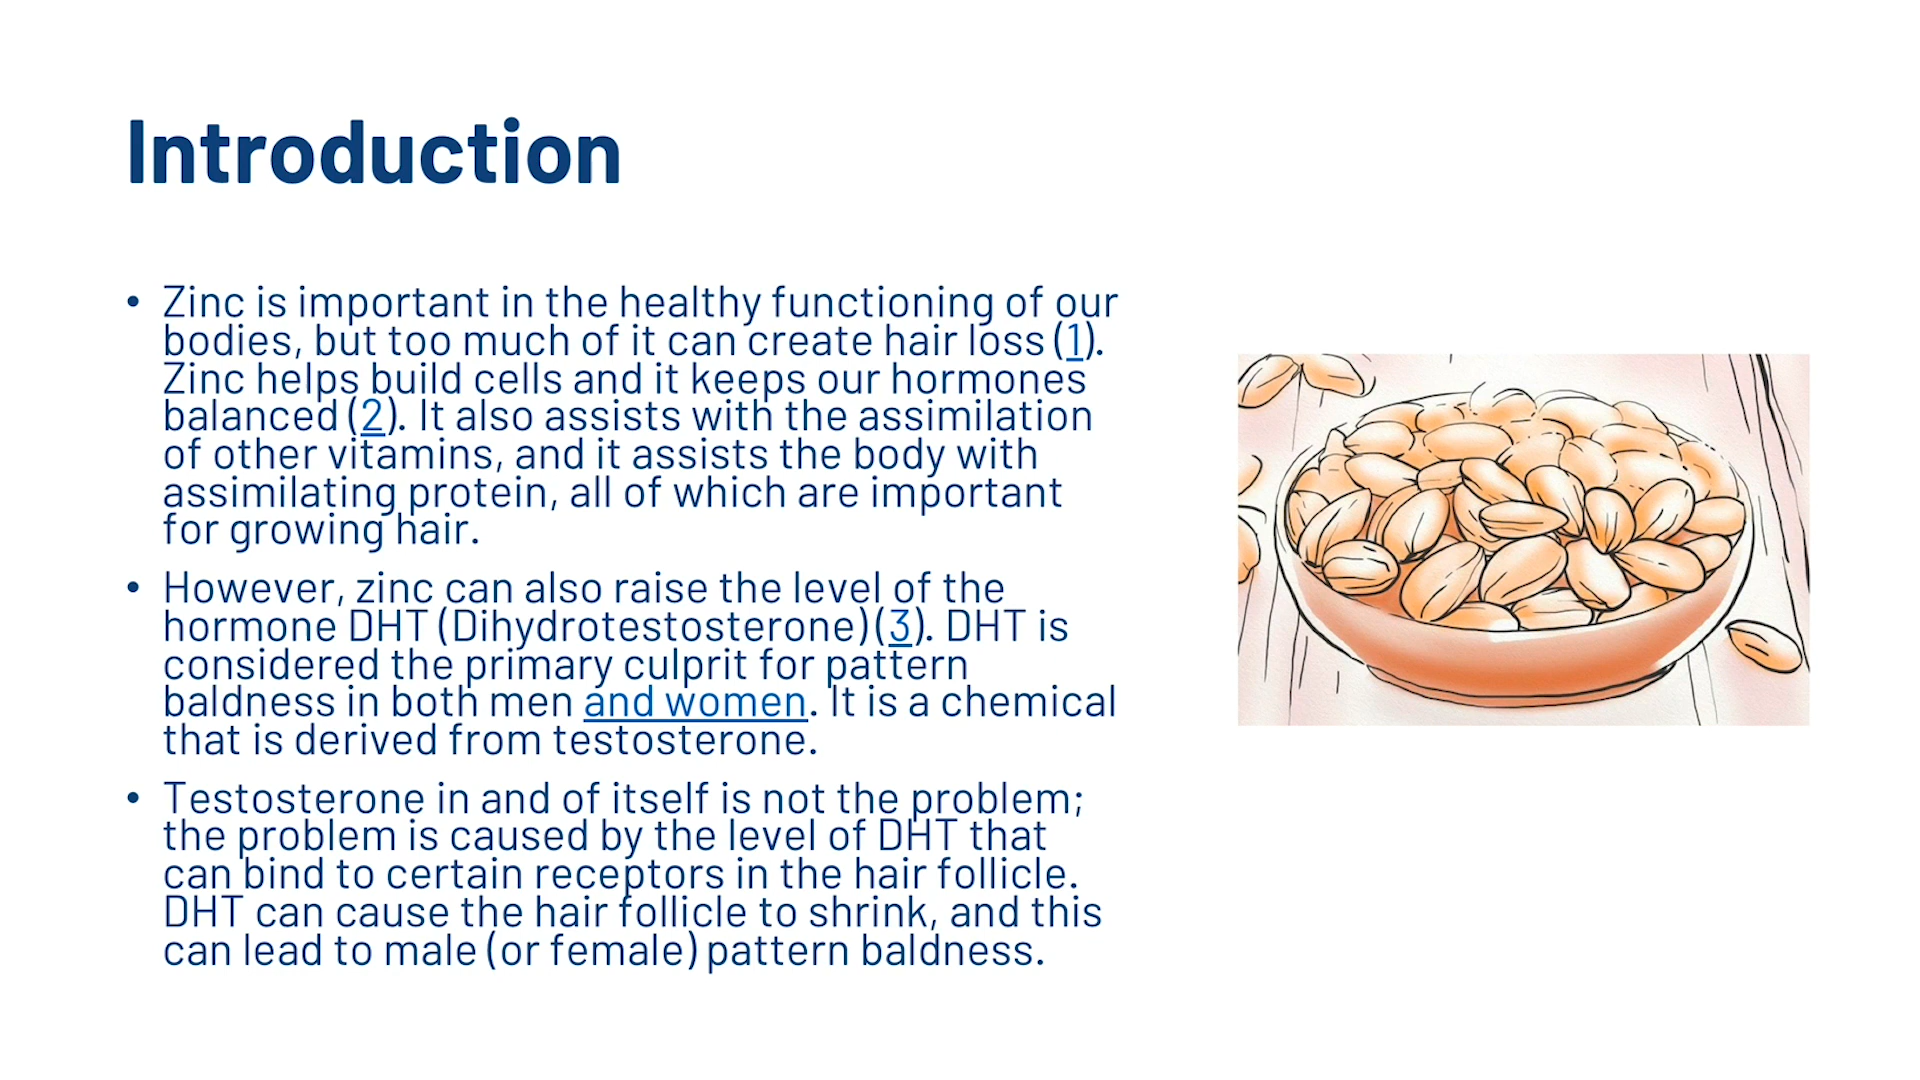 Introduction
• Zinc is important in the healthy functioning of our
bodies, but too much of it can create hair loss (1).
Zinc helps build cells and it keeps our hormones
balanced (2). It also assists with the assimilation
of other vitamins, and it assists the body with
assimilating protein, all of which are important
for growing hair.
• However, zinc can also raise the level of the
hormone DHT (Dihydrotestosterone) (3). DHT is
considered the primary culprit for pattern
baldness in both men and women. It is a chemical
that is derived from testosterone.
• Testosterone in and of itself is not the problem;
the problem is caused by the level of DHT that
can bind to certain receptors in the hair follicle.
DHT can cause the hair follicle to shrink, and this
can lead to male (or female) pattern baldness.